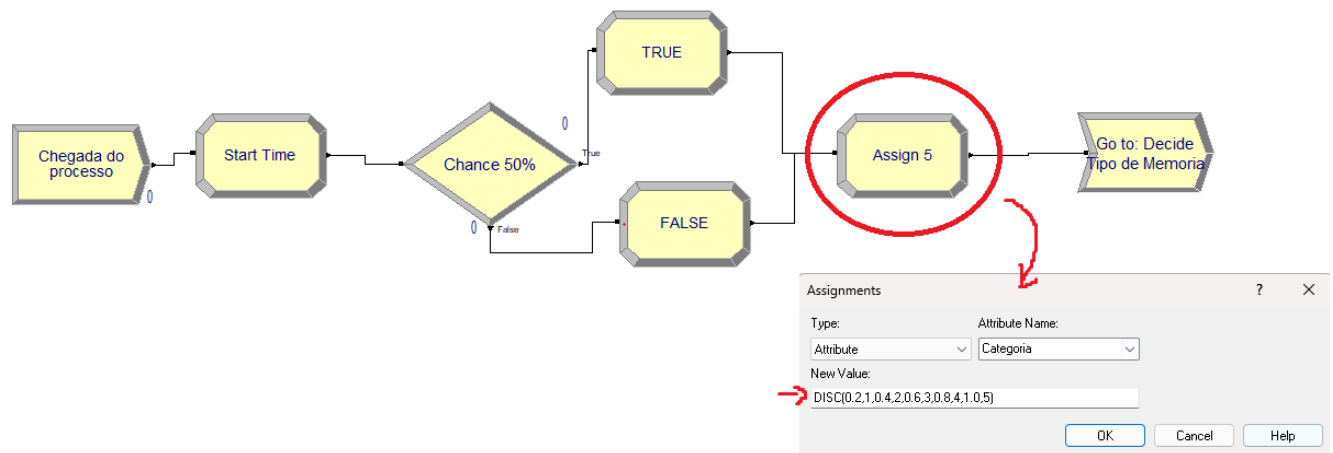 TRUE
Chegada do
processo
0
Start Time
Chance 50%
0
True
0
False
FALSE
Assign 5
Go to: Decide
Tipo de Memoria
Assignments
?
X
Type:
Attribute Name:
Attribute
Categoria
New Value:
DISC(0.2,1,0.4,2,0.6,3,0.8,4,1.0,5)
OK
Cancel
Help